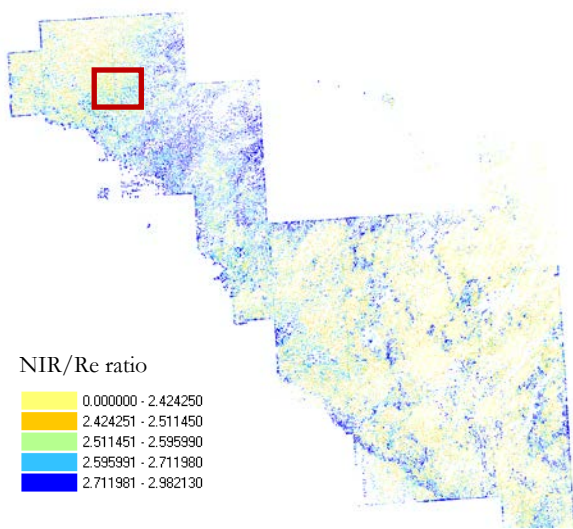 NIR/Re ratio
0.000000 - 2.424250
2.424251 - 2.511450
2.511451 - 2.595990
2.595991 - 2.711980
2.711981 - 2.982130